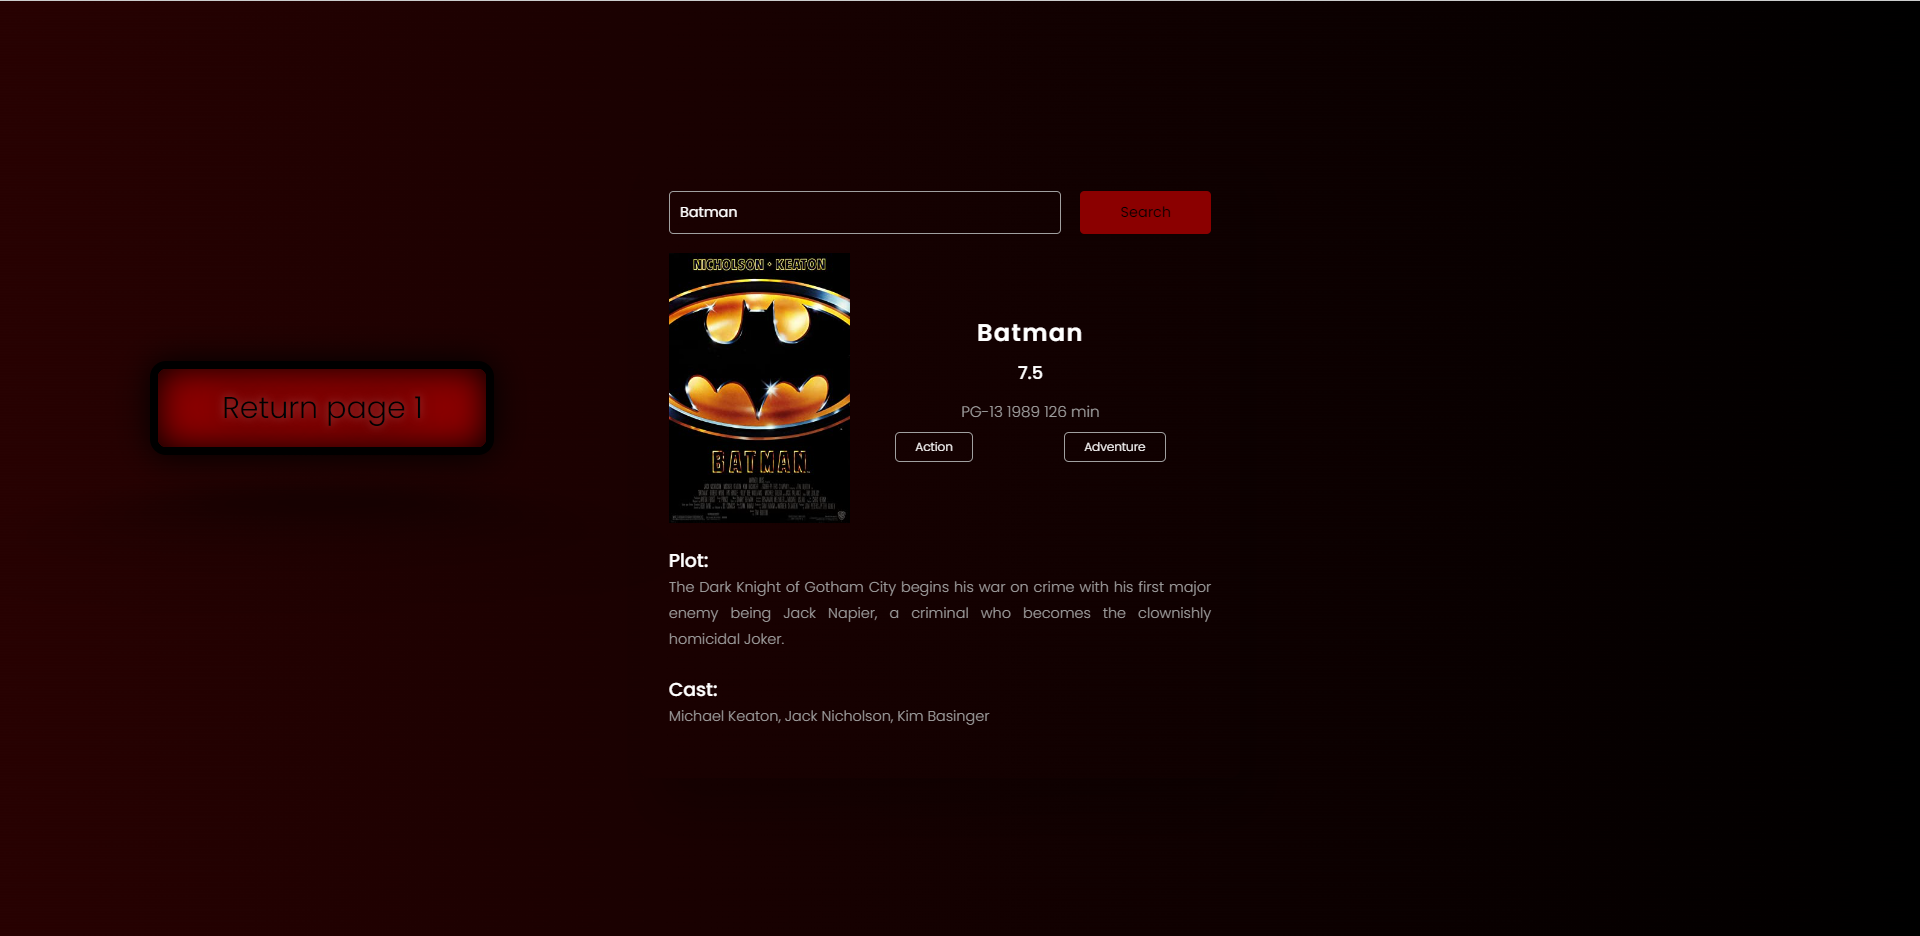 Batman
Search
NICHOLSON • KEATON
Batman
7.5
Return page 1
PG-13 1989 126 min
Action
Adventure
BATMAN
Plot:
The Dark Knight of Gotham City begins his war on crime with his first major
enemy being Jack Napier, a criminal who becomes the clownishly
homicidal Joker.
Cast:
Michael Keaton, Jack Nicholson, Kim Basinger